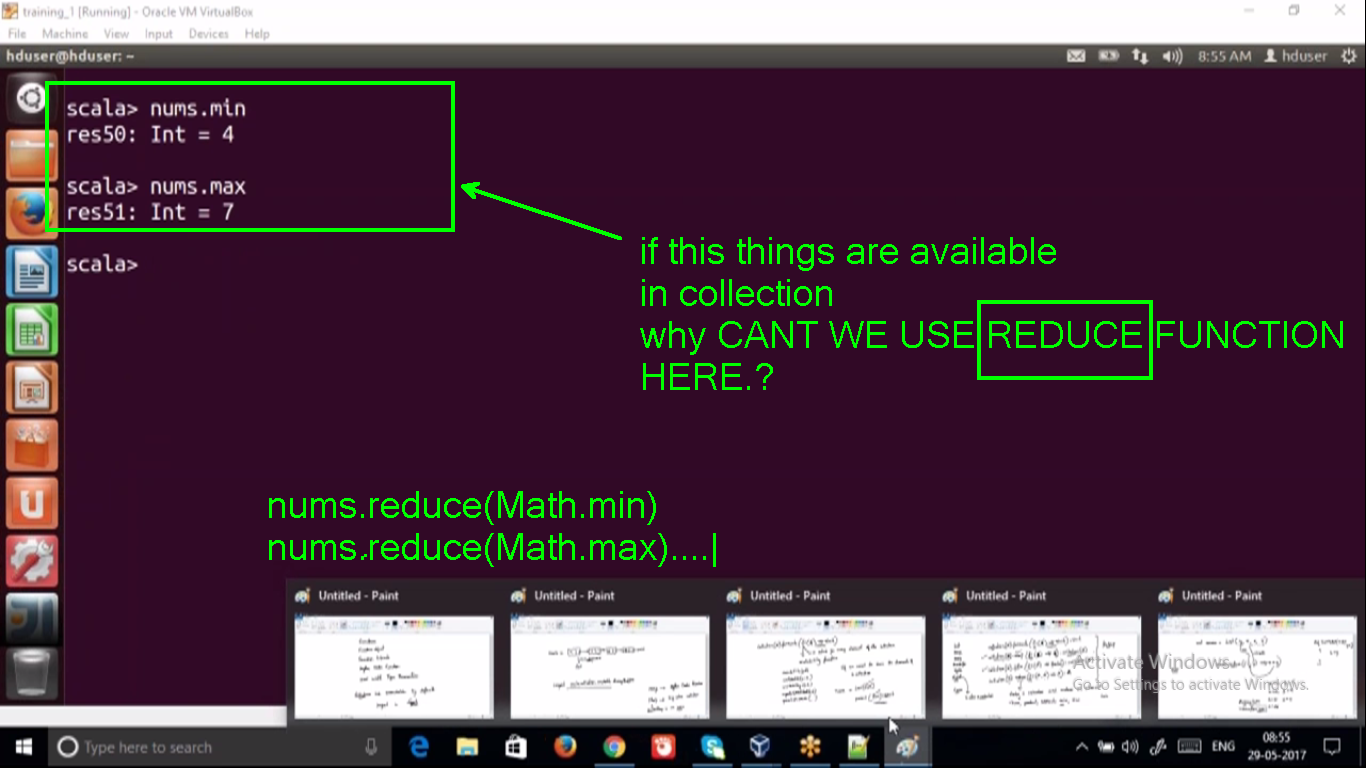 training_1 [Running] - Oracle VM VirtualBox
File Machine View Input Devices Help
hduser@hduser: ~
8:55 AM hduser
scala> nums.min
res50: Int = 4
scala> nums.max
res51: Int = 7
scala>
if this things are available
in collection
why CANT WE USE REDUCE FUNCTION
HERE.?
nums.reduce(Math.min)
nums.reduce(Math.max)....|
Untitled - Paint
Untitled - Paint
Untitled - Paint
Untitled - Paint
Untitled - Paint
Activate Windows
Go to Settings to activate Windows.
Type here to search
ENG
08:55
29-05-2017